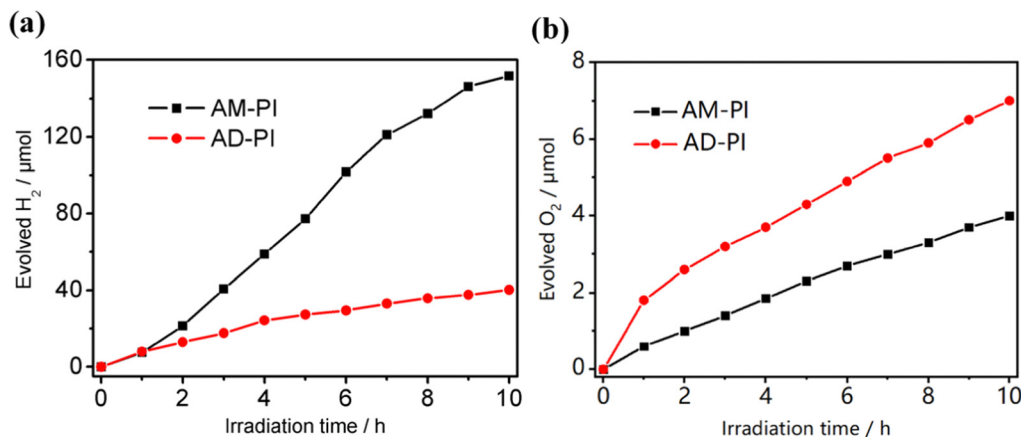 (a)
160
120
80
40
0
Evolved H₂ / μmol
AM-PI
AD-PI
0 2 4 6 8 10
Irradiation time / h
(b)
8
6
4
2
0
Evolved O₂ / μmol
AM-PI
AD-PI
0 2 4 6 8 10
Irradiation time / h